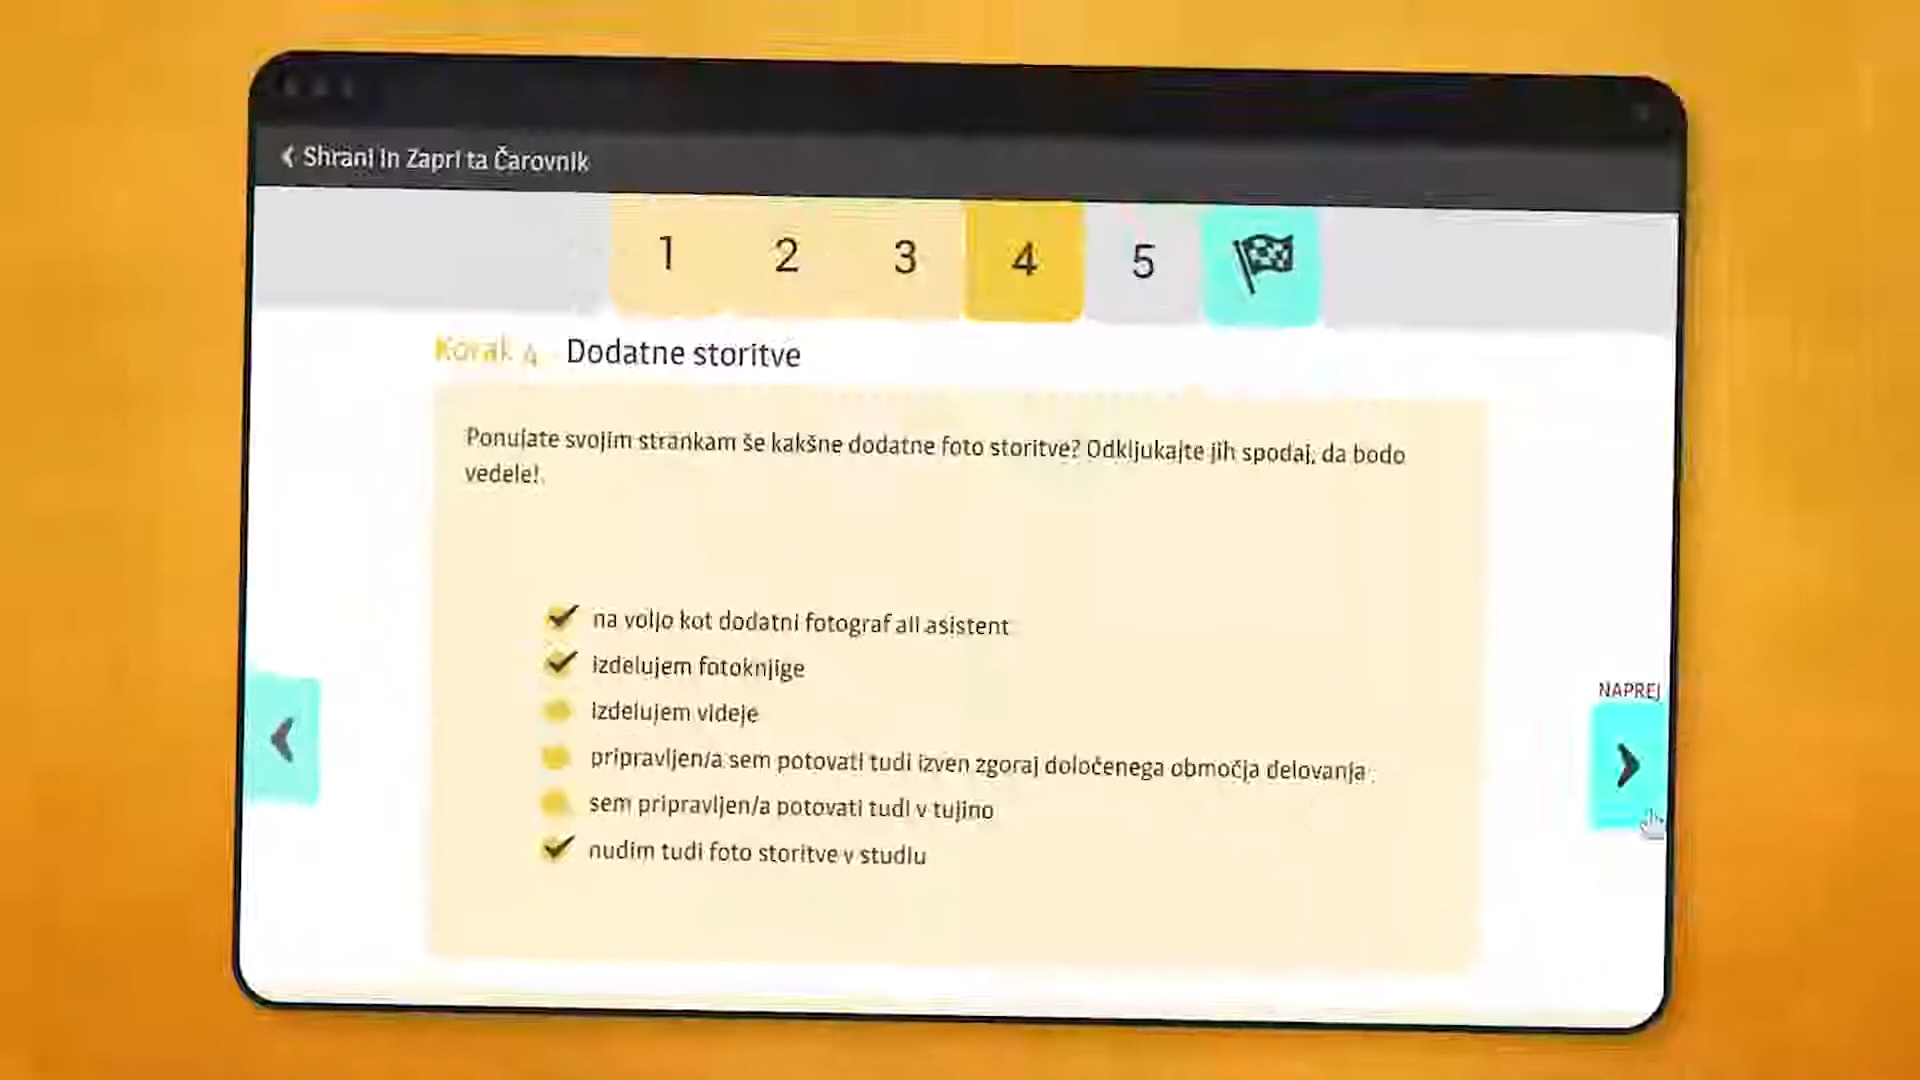 Shrani in Zapri ta Čarovnik
1 2 3 4 5
Korak 4 Dodatne storitve
Ponujate svojim strankam še kakšne dodatne foto storitve? Odkljukajte jih spodaj, da bodo
vedele!
na voljo kot dodatni fotograf ali asistent
izdelujem fotoknjige
izdelujem videje
pripravljen/a sem potovati tudi izven zgoraj določenega območja delovanja
sem pripravljen/a potovati tudi v tujino
nudim tudi foto storitve v studiu
NAPREJ